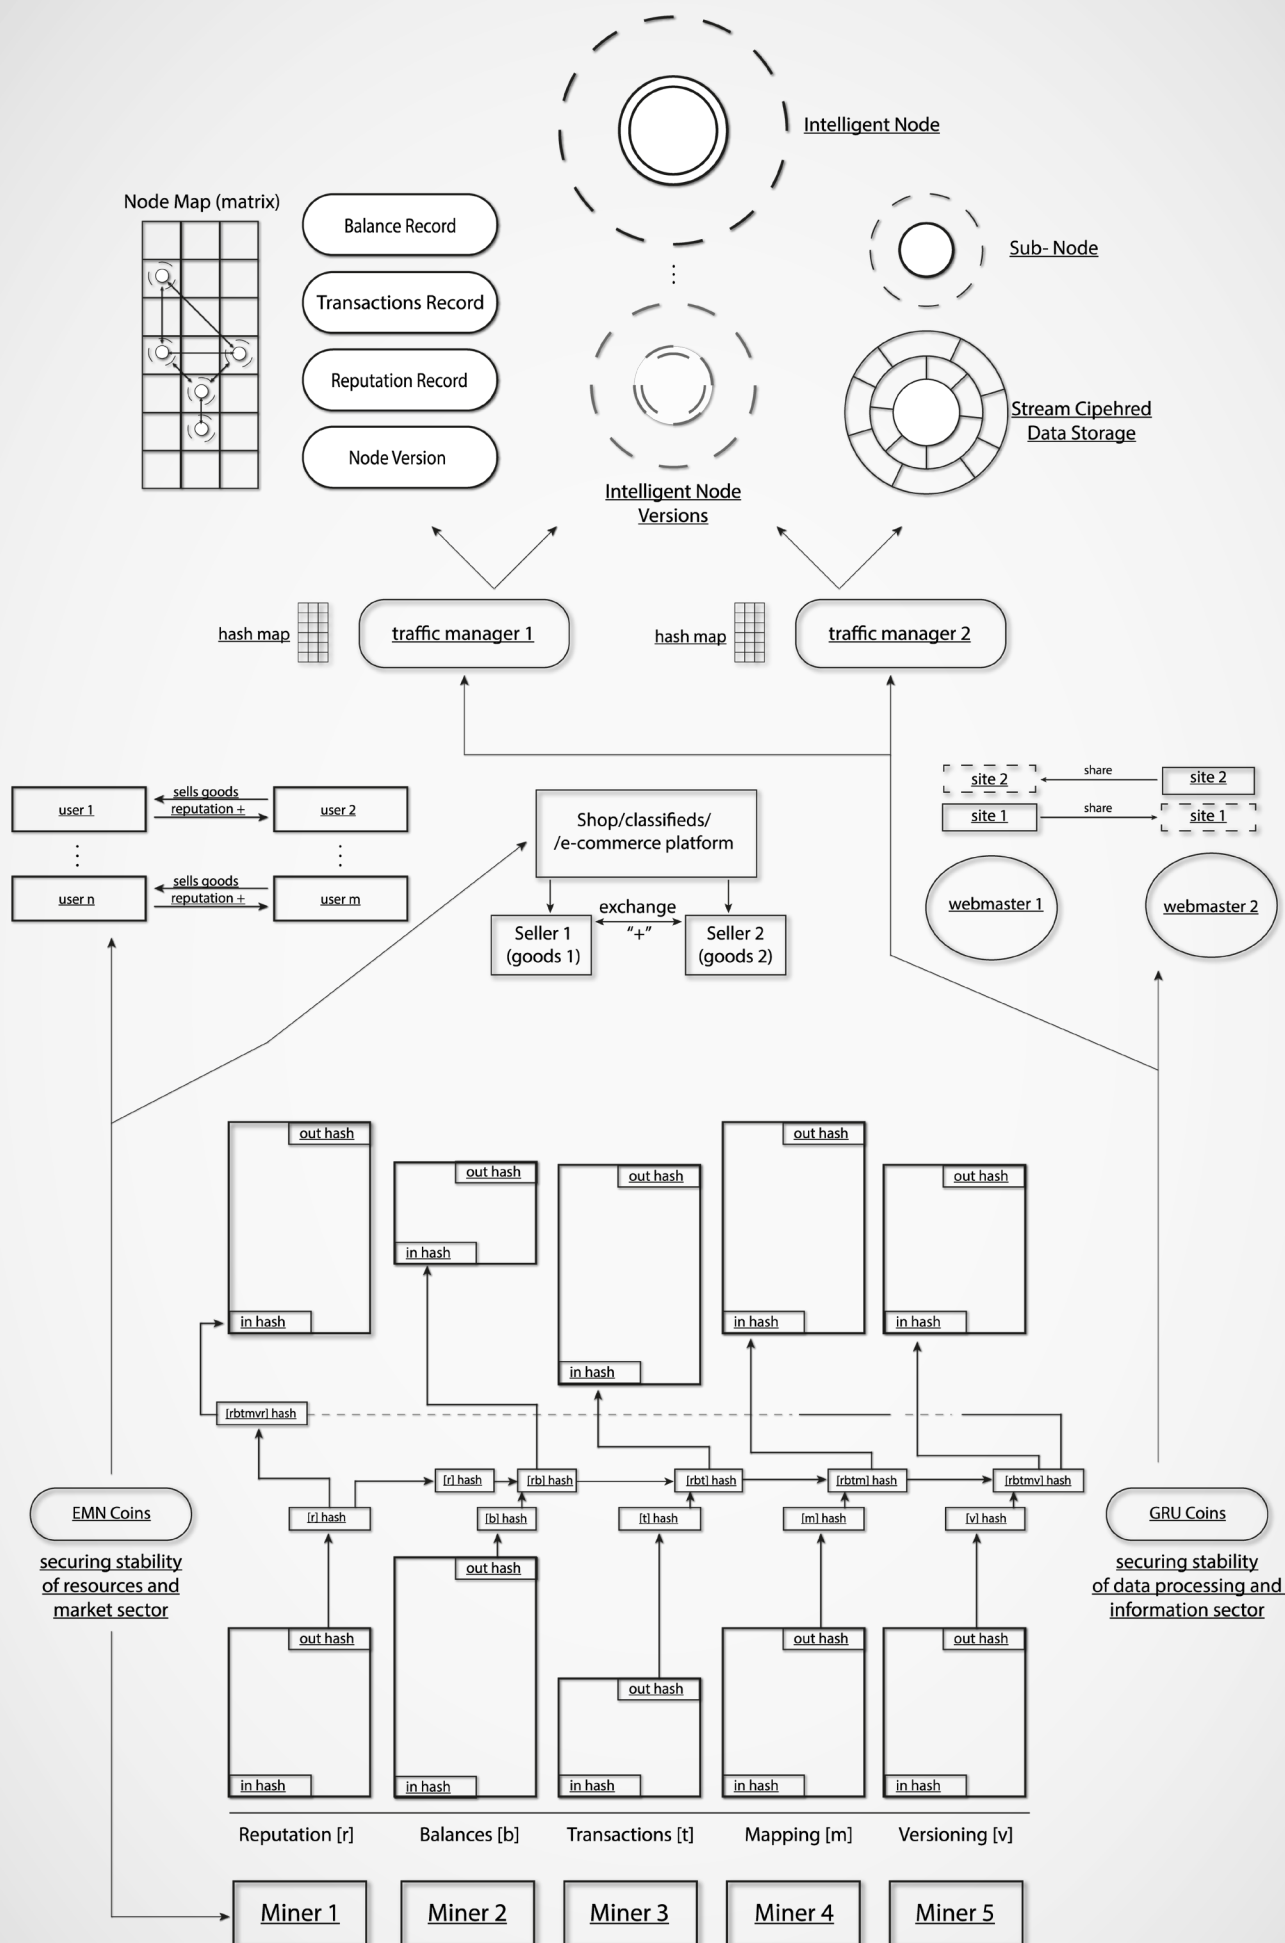 Intelligent Node
Node Map (matrix)
Balance Record
Transactions Record
Reputation Record
Node Version
Sub- Node
Stream Cipehred
Data Storage
Intelligent Node
Versions
hash map
traffic manager 1
hash map
traffic manager 2
user 1
sells goods
reputation +
user 2
user n
sells goods
reputation +
user m
Shop/classifieds/
/e-commerce platform
Seller 1
(goods 1)
exchange
“+”
Seller 2
(goods 2)
site 2
share
site 2
site 1
share
site 1
webmaster 1
webmaster 2
out hash
in hash
out hash
in hash
out hash
in hash
out hash
in hash
out hash
in hash
[rbtmvr] hash
[r] hash
[rb] hash
[rbt] hash
[rbtm] hash
[rbtmv] hash
[r] hash
[b] hash
[t] hash
[m] hash
[v] hash
EMN Coins
securing stability
of resources and
market sector
GRU Coins
securing stability
of data processing and
information sector
out hash
in hash
out hash
in hash
out hash
in hash
out hash
in hash
out hash
in hash
Reputation [r]
Balances [b]
Transactions [t]
Mapping [m]
Versioning [v]
Miner 1
Miner 2
Miner 3
Miner 4
Miner 5